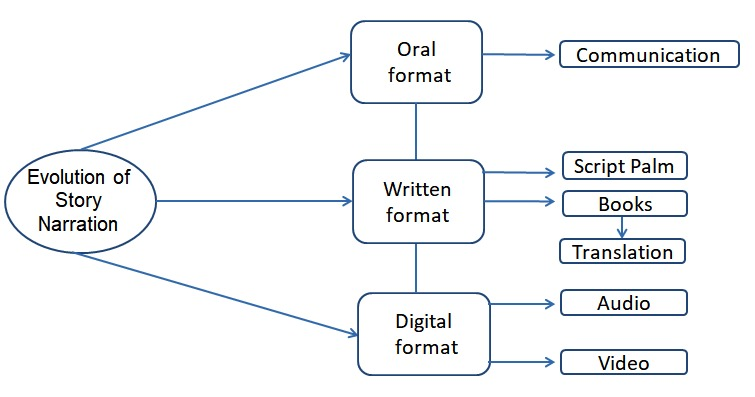 Evolution of
Story
Narration
Oral
format
Communication
Written
format
Script Palm
Books
Translation
Digital
format
Audio
Video